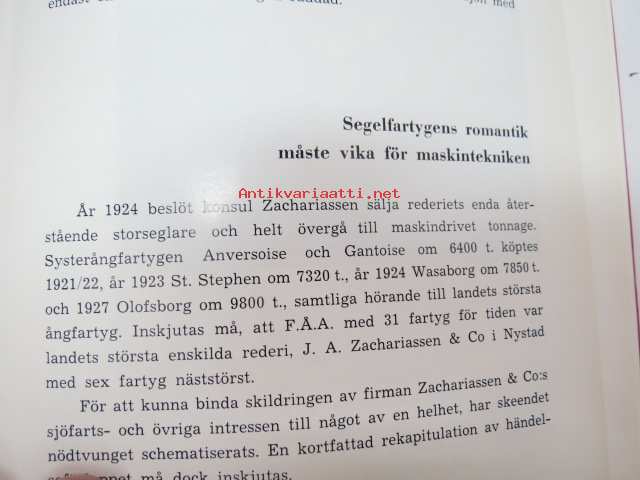 endast
med
Segelfartygens romantik
måste vika för maskintekniken
Antikvariaatti.net
År 1924 beslöt konsul Zachariassen sälja rederiets enda åter-
stående storseglare och helt övergå till maskindrivet tonnage.
Systerångfartygen Anversoise och Gantoise om 6400 t. köptes
1921/22, år 1923 St. Stephen om 7320 t., år 1924 Wasaborg om 7850 t.
och 1927 Olofsborg om 9800 t., samtliga hörande till landets största
ångfartyg. Inskjutas må, att F.Å.A. med 31 fartyg för tiden var
landets största enskilda rederi, J. A. Zachariassen & Co i Nystad
med sex fartyg näststörst.
För att kunna binda skildringen av firman Zachariassen & Co:s
sjöfarts- och övriga intressen till något av en helhet, har skeendet
nödtvunget schematiserats. En kortfattad rekapitulation av händel-
må dock inskjutas.